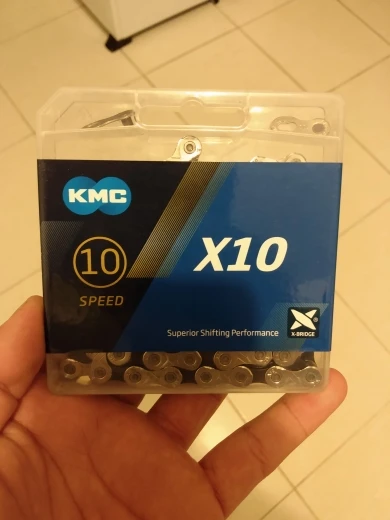 KMC
10
SPEED
X10
Superior Shifting Performance
X-BRIDGE